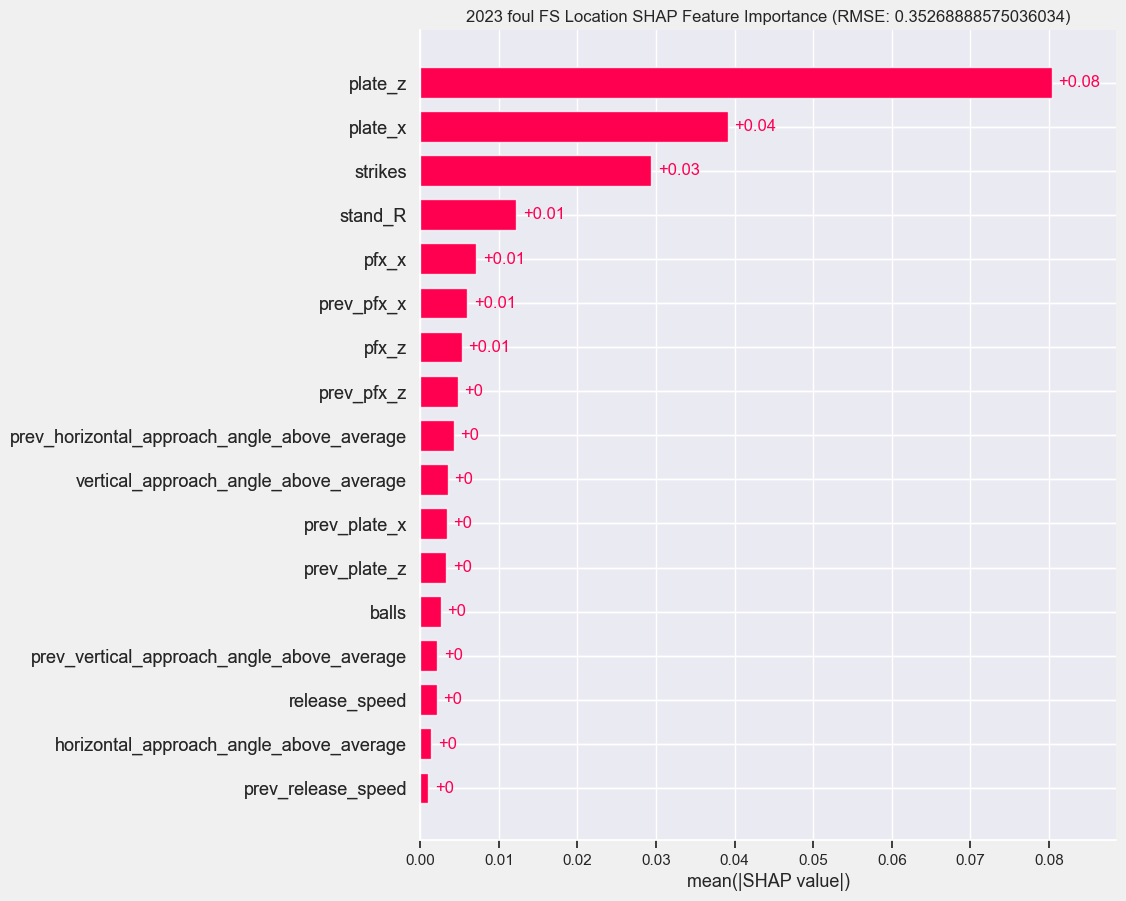 2023 foul FS Location SHAP Feature Importance (RMSE: 0.35268888575036034)
plate_z +0.08
plate_x +0.04
strikes +0.03
stand_R +0.01
pfx_x +0.01
prev_pfx_x +0.01
pfx_z +0.01
prev_pfx_z +0
prev_horizontal_approach_angle_above_average +0
vertical_approach_angle_above_average +0
prev_plate_x +0
prev_plate_z +0
balls +0
prev_vertical_approach_angle_above_average +0
release_speed +0
horizontal_approach_angle_above_average +0
prev_release_speed +0
0.00 0.01 0.02 0.03 0.04 0.05 0.06 0.07 0.08
mean(|SHAP value|)